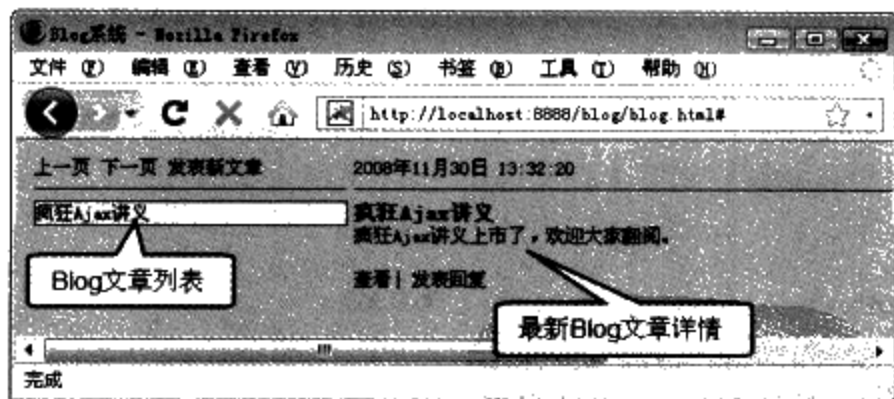 Blog系统 - Mozilla Firefox
文件 (F) 编辑 (E) 查看 (V) 历史 (S) 书签 (B) 工具 (T) 帮助 (H)
http://localhost:8888/blog/blog.html#
上一页 下一页 发表新文章
2008年11月30日 13:32:20
疯狂Ajax讲义
疯狂Ajax讲义
疯狂Ajax讲义上市了，欢迎大家翻阅。
查看| 发表回复
Blog文章列表
最新Blog文章详情
完成